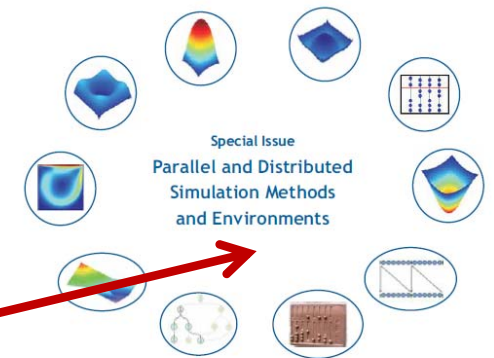 Special Issue
Parallel and Distributed
Simulation Methods
and Environments